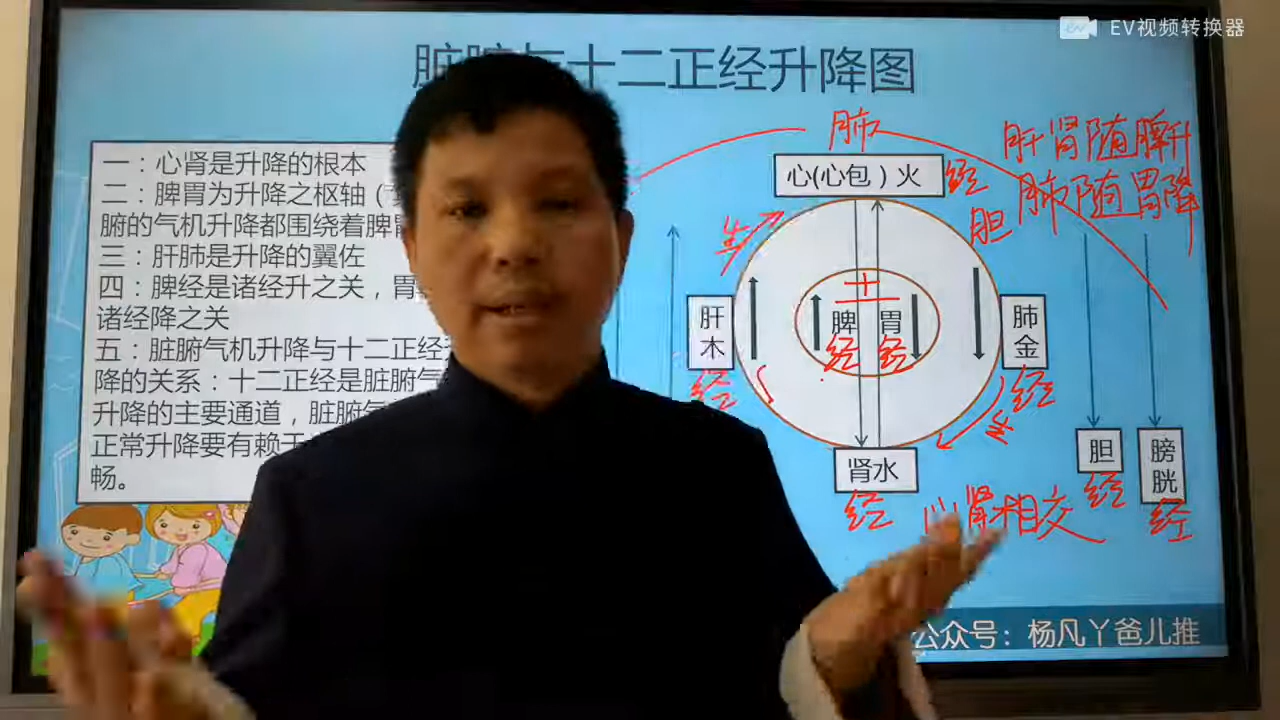 EV视频转换器
脏腑与十二正经升降图
一：心肾是升降的根本
二：脾胃为升降之枢轴（
腑的气机升降都围绕着脾胃
三：肝肺是升降的翼佐
四：脾经是诸经升之关，胃
诸经降之关
五：脏腑气机升降与十二正经
降的关系：十二正经是脏腑气
升降的主要通道，脏腑气
正常升降要有赖于
畅。
肺
肝肾随脾升
肺随胃降
心(心包）火
经
胆
土
肝木
经
脾
经
胃
经
肺金
经
肾水
经
心肾相交
胆
经
膀胱
经
公众号：杨凡丫爸儿推